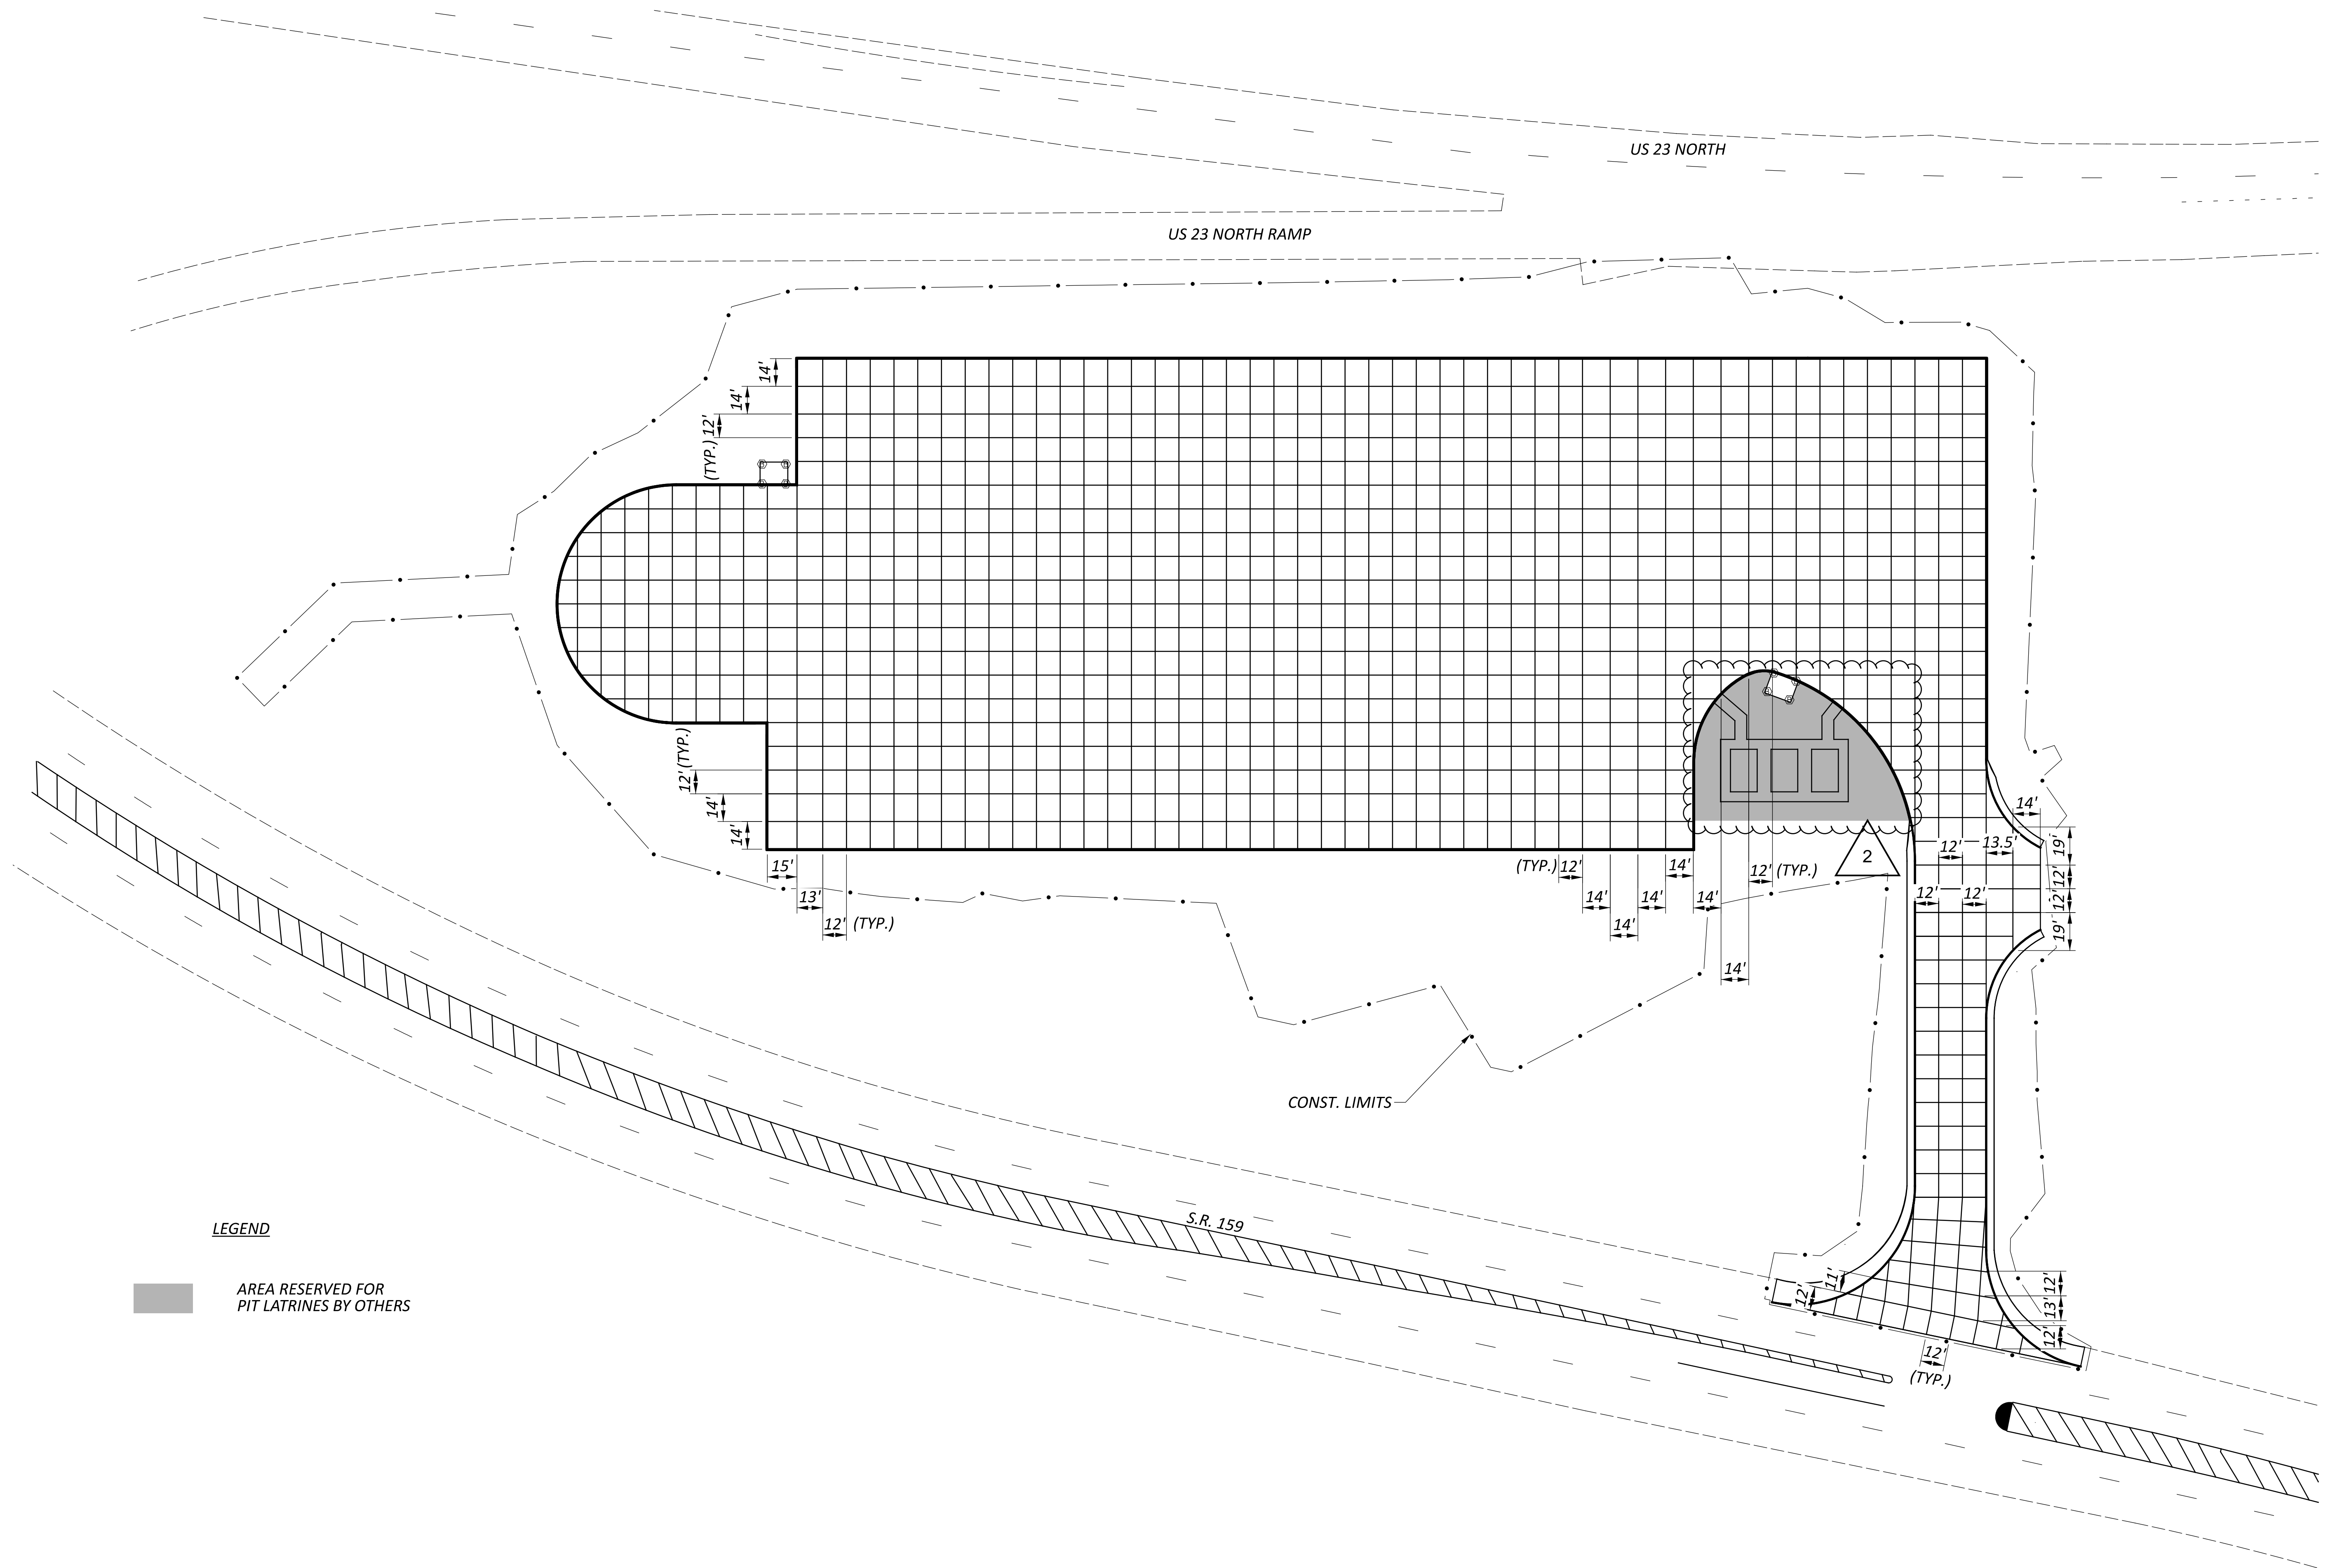 US 23 NORTH
US 23 NORTH RAMP
14'
14'
12'
(TYP.)
12' (TYP.)
14'
14'
15'
13'
12' (TYP.)
(TYP.) 12'
14'
14'
14'
14'
14'
14'
12' (TYP.)
2
12'
13.5'
14'
12'
12'
19'
12'
12'
19'
CONST. LIMITS
S.R. 159
11'
12'
12'
13'
12'
12'
(TYP.)
LEGEND
AREA RESERVED FOR
PIT LATRINES BY OTHERS